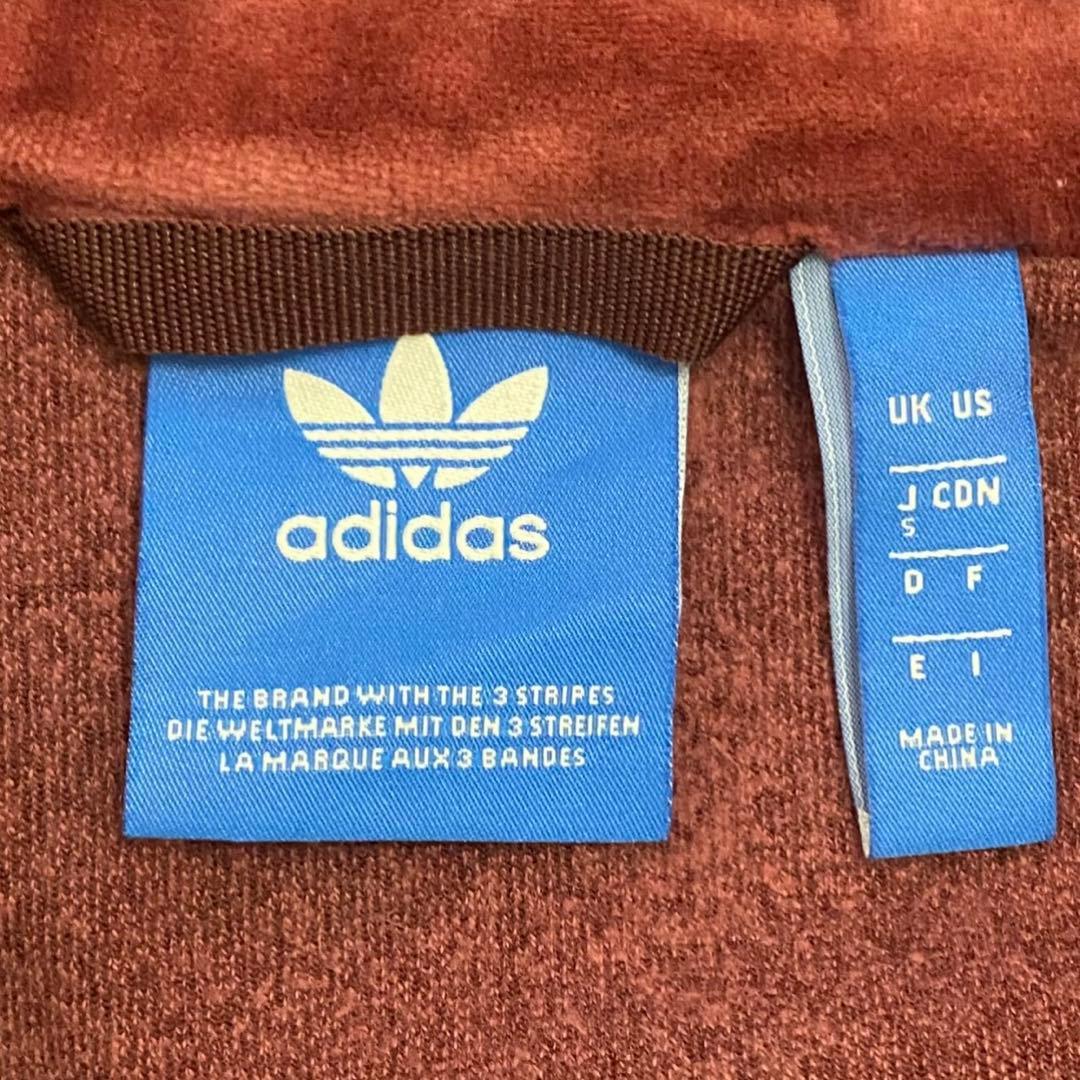 adidas
THE BRAND WITH THE 3 STRIPES
DIE WELTMARKE MIT DEN 3 STREIFEN
LA MARQUE AUX 3 BANDES
UK US
J CDN
S
D F
E I
MADE IN
CHINA